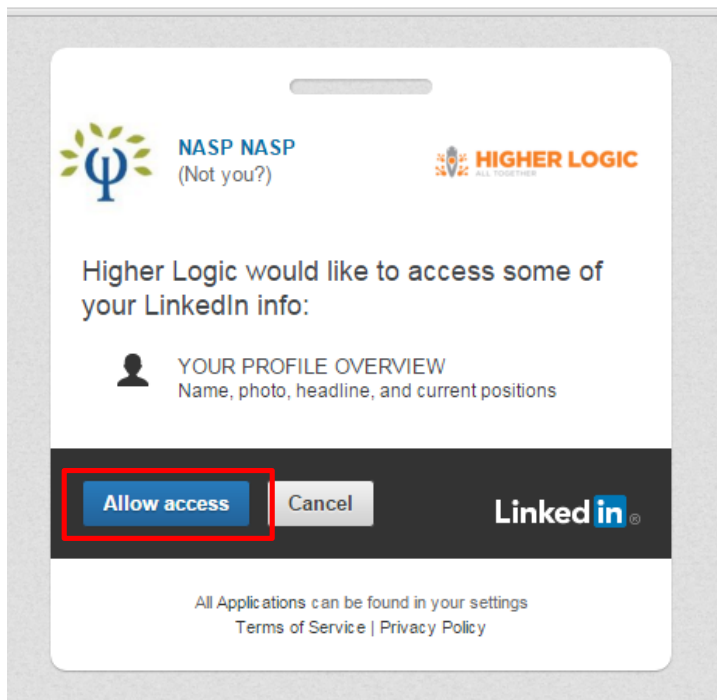 NASP NASP
(Not you?)
HIGHER LOGIC
ALL TOGETHER
Higher Logic would like to access some of
your LinkedIn info:
YOUR PROFILE OVERVIEW
Name, photo, headline, and current positions
Allow access
Cancel
Linked in ®
All Applications can be found in your settings
Terms of Service | Privacy Policy